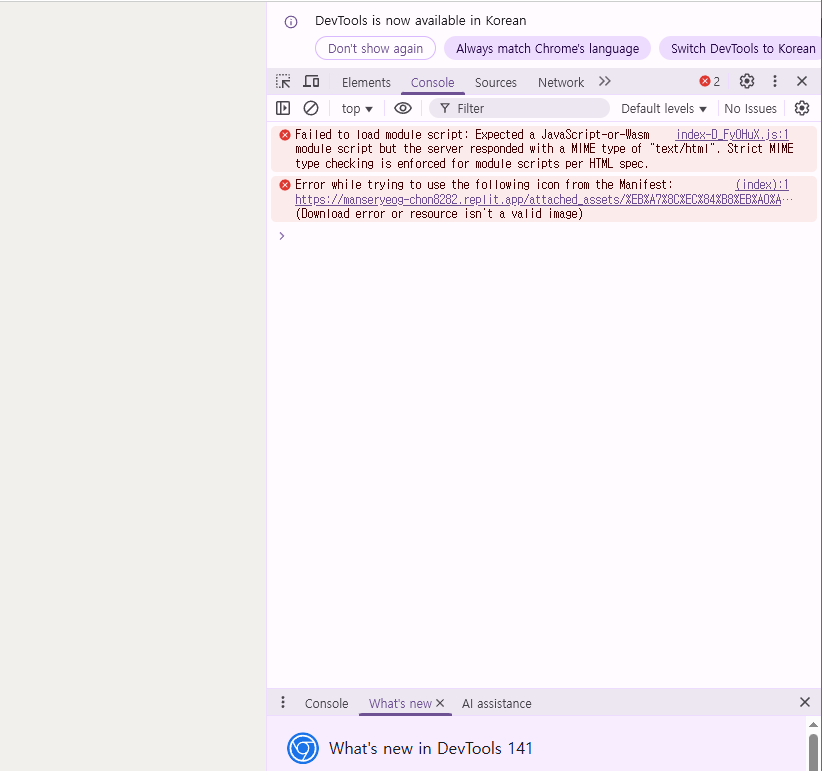 DevTools is now available in Korean
Don't show again
Always match Chrome's language
Switch DevTools to Korean
Elements
Console
Sources
Network
2
top
Filter
Default levels
No Issues
Failed to load module script: Expected a JavaScript-or-Wasm index-D_FyOHuX.js:1
module script but the server responded with a MIME type of "text/html". Strict MIME
type checking is enforced for module scripts per HTML spec.
Error while trying to use the following icon from the Manifest: (index):1
https://manseryeog-chon8282.replit.app/attached_assets/%EB%A7%8C%EC%84%B8%EB%A0%A…
(Download error or resource isn't a valid image)
Console
What's new
AI assistance
What's new in DevTools 141